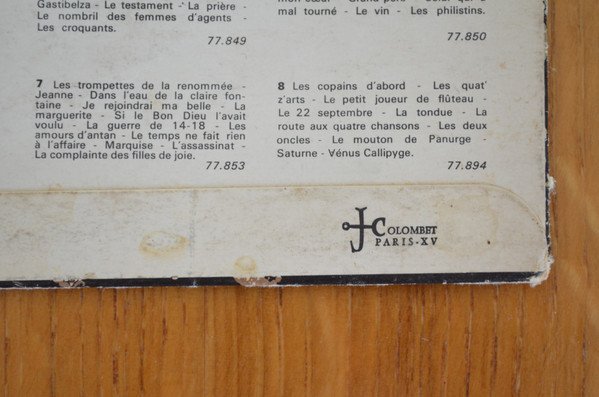 Gastibelza - Le testament - La prière -
Le nombril des femmes d'agents -
Les croquants.
77.849
mal tourné - Le vin - Les philistins.
77.850
7 Les trompettes de la renommée -
Jeanne - Dans l'eau de la claire fon-
taine - Je rejoindrai ma belle - La
marguerite - Si le Bon Dieu l'avait
voulu - La guerre de 14-18 - Les
amours d'antan - Le temps ne fait rien
à l'affaire - Marquise - L'assassinat -
La complainte des filles de joie.
77.853
8 Les copains d'abord - Les quat'
z'arts - Le petit joueur de flûteau -
Le 22 septembre - La tondue - La
route aux quatre chansons - Les deux
oncles - Le mouton de Panurge -
Saturne - Vénus Callipyge.
77.894
J COLOMBET
PARIS-XV